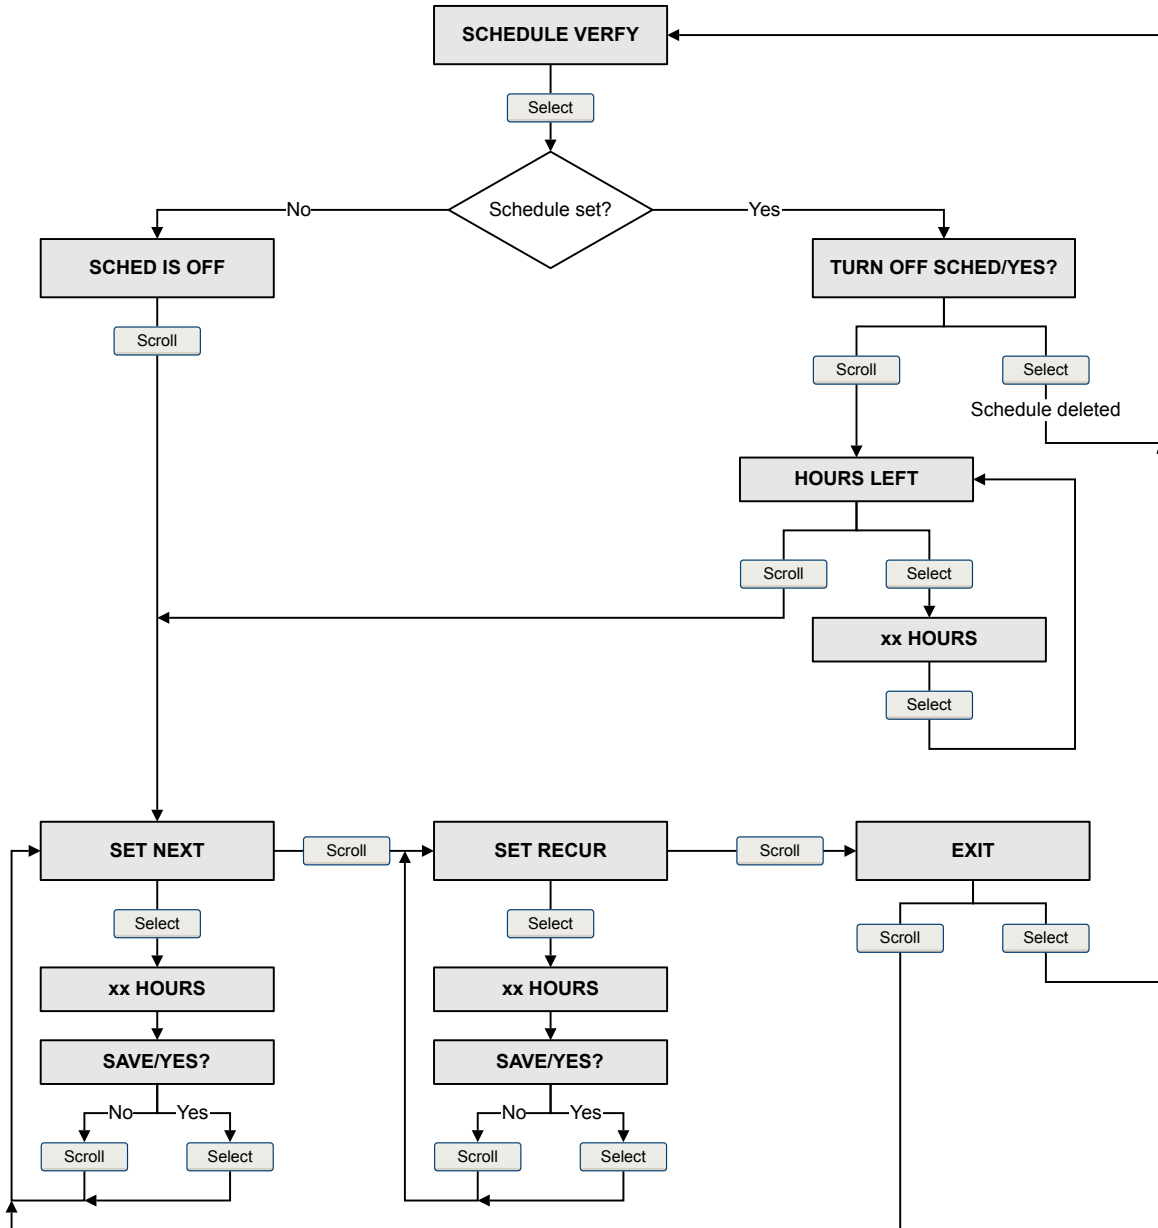 SCHEDULE VERFY
Select
Schedule set?
No
Yes
SCHED IS OFF
TURN OFF SCHED/YES?
Scroll
Scroll
Select
Schedule deleted
HOURS LEFT
Scroll
Select
xx HOURS
Select
SET NEXT
Scroll
SET RECUR
Scroll
EXIT
Select
Select
Scroll
Select
xx HOURS
xx HOURS
SAVE/YES?
SAVE/YES?
No
Yes
No
Yes
Scroll
Select
Scroll
Select